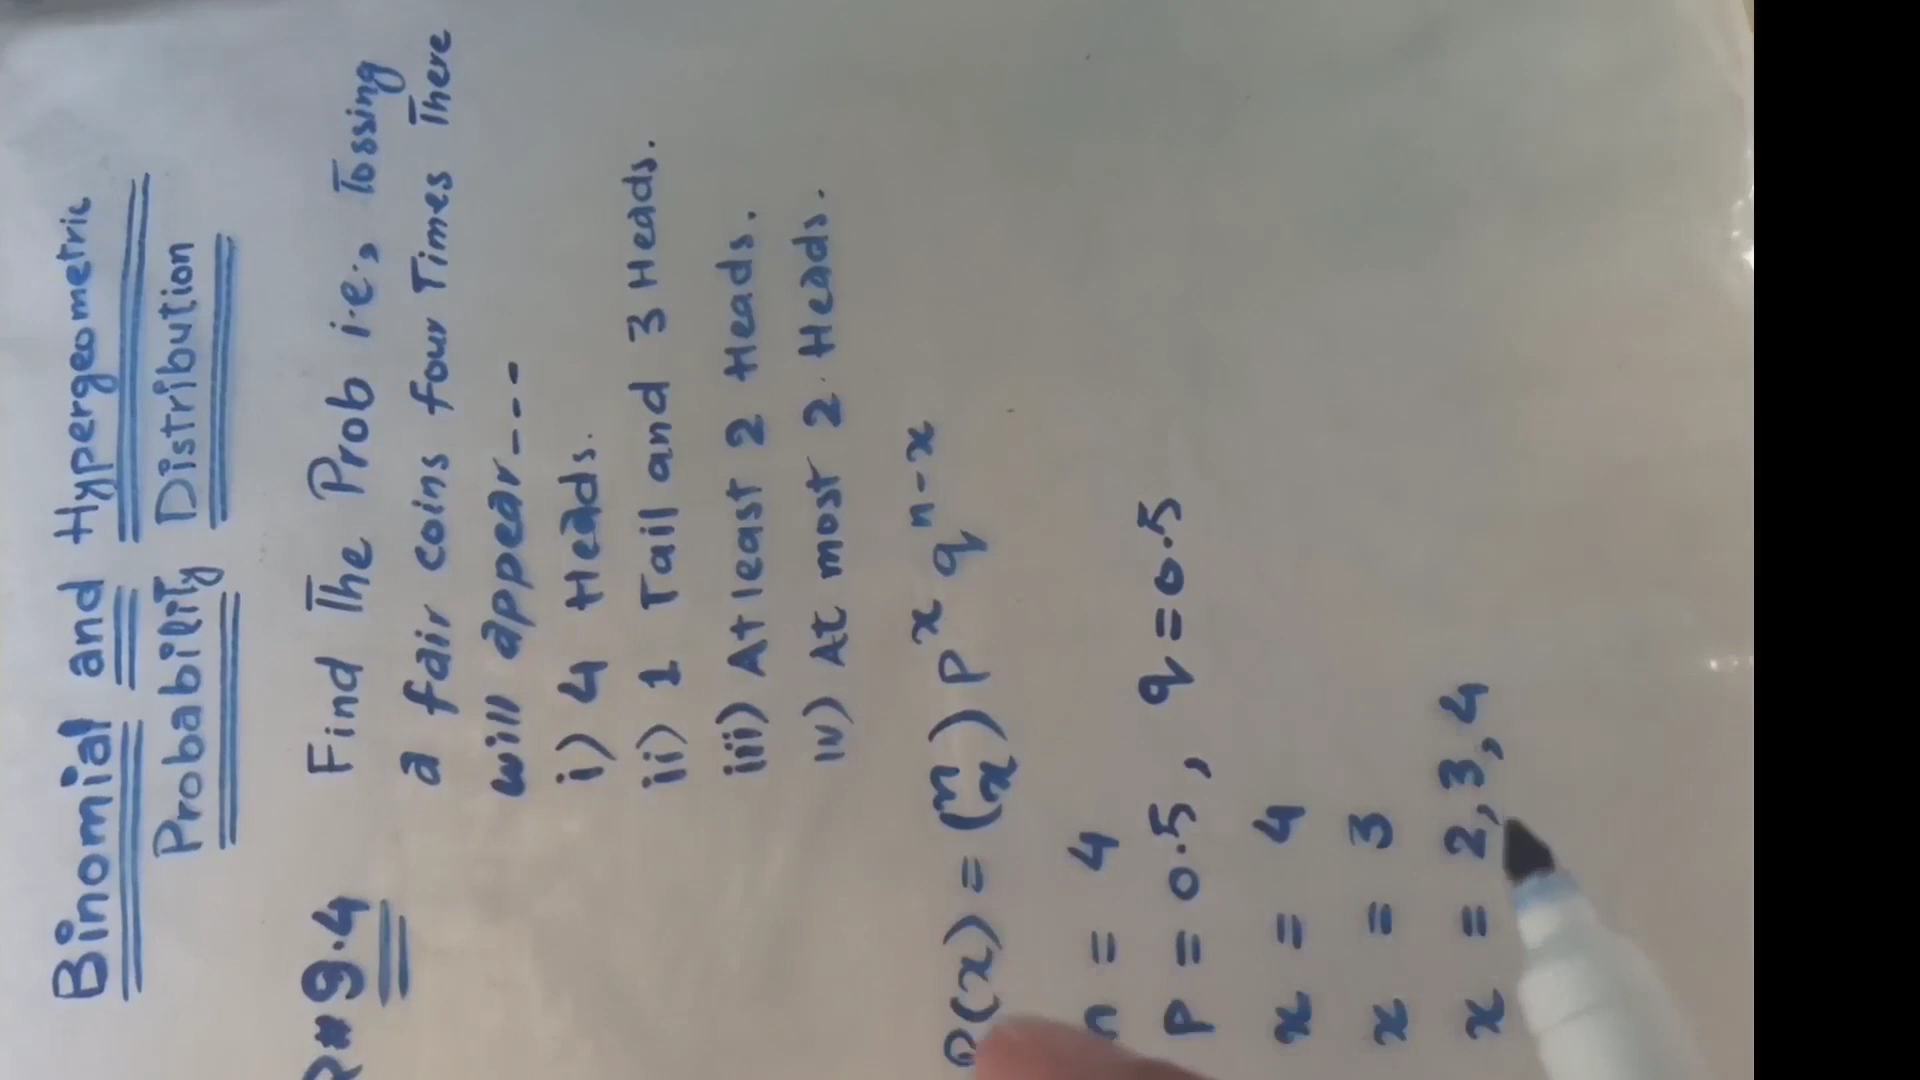 Binomial and Hypergeometric
Probability Distribution
9.4 Find The Prob i.e., Tossing
a fair coins four Times There
will appear----
i) 4 Heads.
ii) 1 Tail and 3 Heads.
iii) At least 2 Heads.
iv) At most 2 Heads.
P(x) = (n x) p^x q^n-x
n = 4
P = 0.5, q = 0.5
x = 4
x = 3
x = 2,3,4